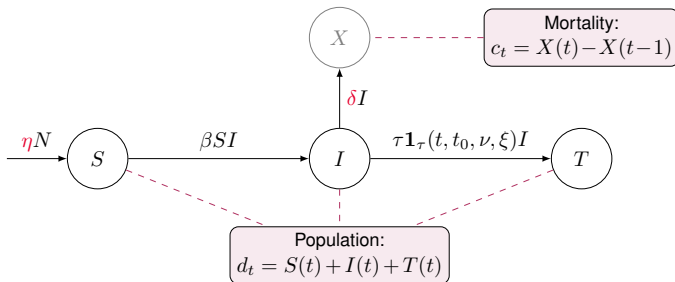 X
Mortality:
c_t = X(t)−X(t−1)
δI
ηN
S
βSI
I
τ1_τ(t, t_0, ν, ξ)I
T
Population:
d_t = S(t)+I(t)+T(t)